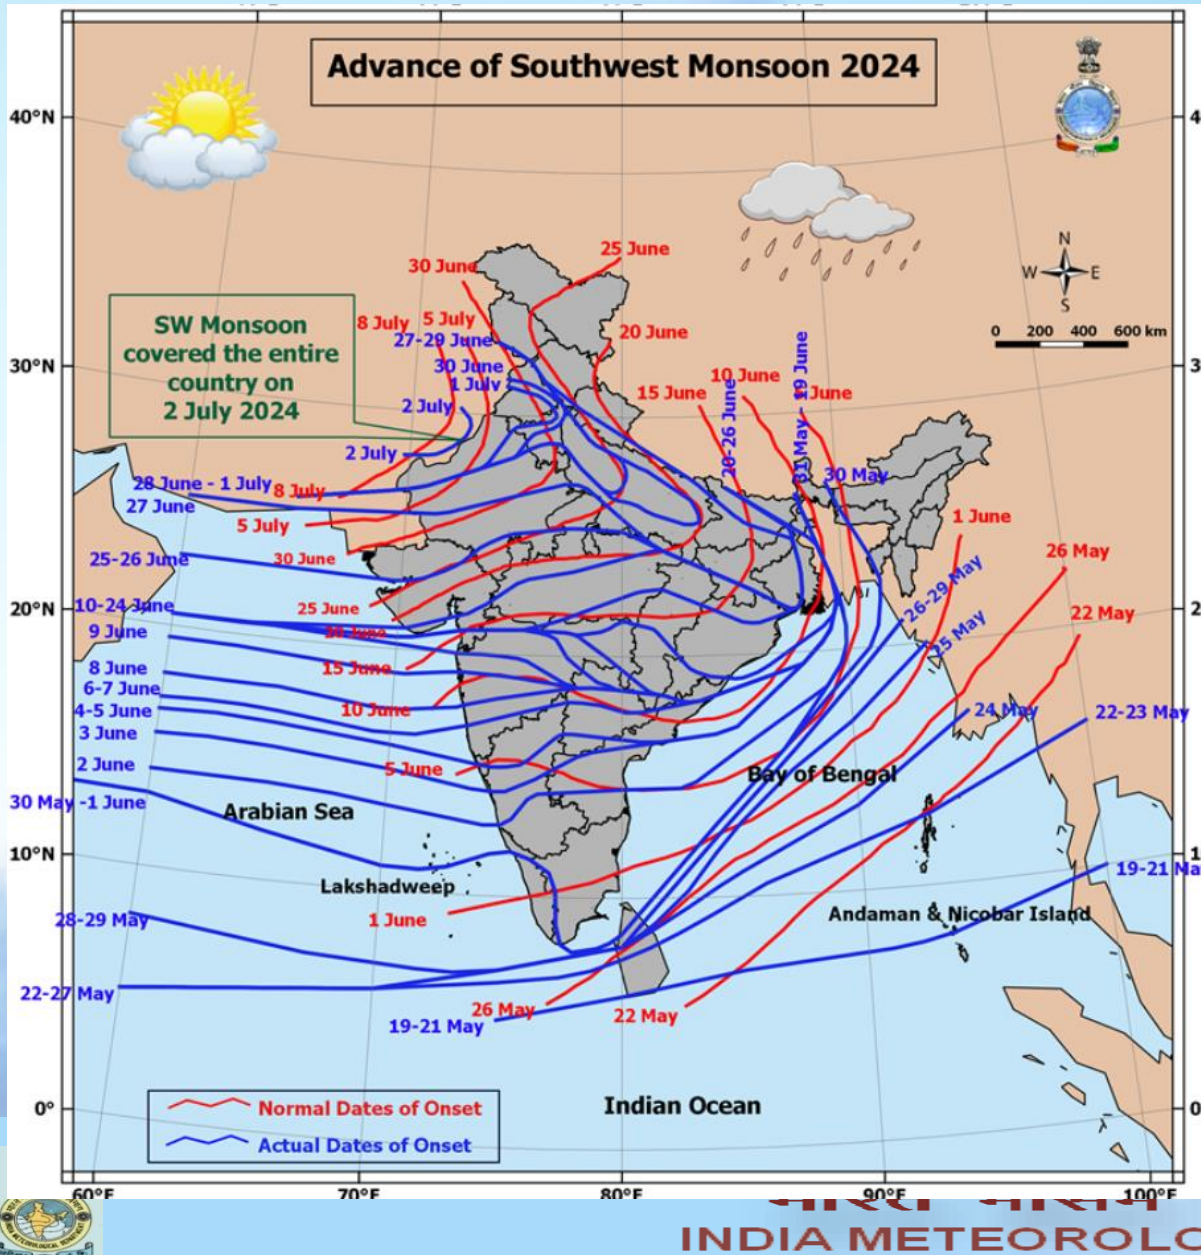 Advance of Southwest Monsoon 2024
40°N
N
W E
S
0 200 400 600 km
25 June
30 June
8 July
5 July
20 June
27-29 June
SW Monsoon
covered the entire
country on
2 July 2024
30°N
30 June
1 July
10 June
15 June
31 May - 19 June
2 July
2 July
30 May
28 June - 1 July
8 July
27 June
5 July
1 June
26 May
25-26 June
30 June
26-29 May
10-24 June
25 June
22 May
20°N
9 June
25 May
8 June
15 June
6-7 June
4-5 June
10 June
24 May
22-23 May
3 June
2 June
5 June
Bay of Bengal
30 May -1 June
Arabian Sea
10°N
Lakshadweep
19-21
28-29 May
1 June
Andaman & Nicobar Island
22-27 May
26 May
22 May
19-21 May
0°
Indian Ocean
Normal Dates of Onset
Actual Dates of Onset
60°E 70°E 80°E 90°E 100°E
INDIA